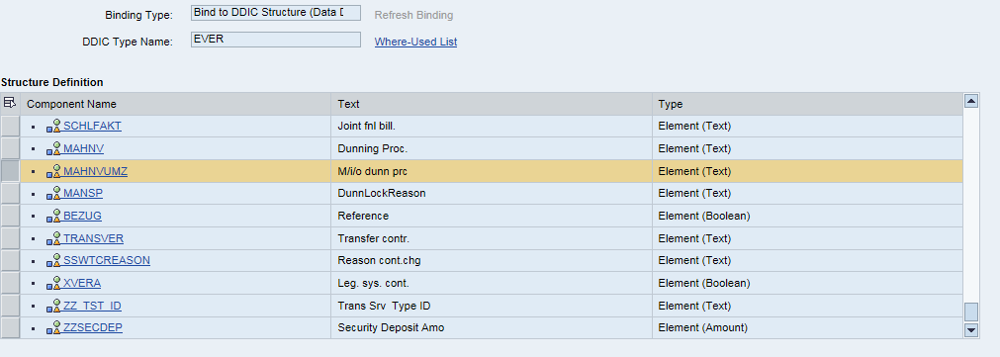 Binding Type: Bind to DDIC Structure (Data D Refresh Binding
DDIC Type Name: EVER Where-Used List
Structure Definition
Component Name Text Type
SCHLFAKT Joint fnl bill. Element (Text)
MAHNV Dunning Proc. Element (Text)
MAHNVUMZ M/i/o dunn prc Element (Text)
MANSP DunnLockReason Element (Text)
BEZUG Reference Element (Boolean)
TRANSVER Transfer contr. Element (Text)
SSWTCREASON Reason cont.chg Element (Text)
XVERA Leg. sys. cont. Element (Boolean)
ZZ_TST_ID Trans Srv Type ID Element (Text)
ZZSECDEP Security Deposit Amo Element (Amount)